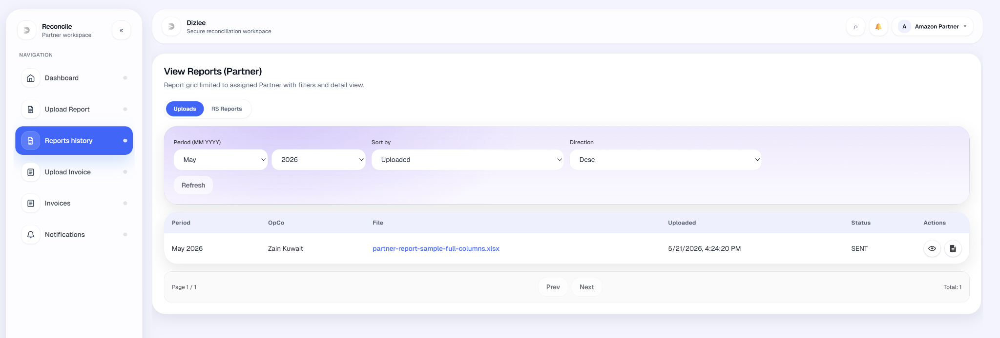 Reconcile
Partner workspace
«
NAVIGATION
Dashboard
Upload Report
Reports history
Upload Invoice
Invoices
Notifications
Dizlee
Secure reconciliation workspace
A Amazon Partner
View Reports (Partner)
Report grid limited to assigned Partner with filters and detail view.
Uploads RS Reports
Period (MM YYYY) Sort by Direction
May 2026 Uploaded Desc
Refresh
Period OpCo File Uploaded Status Actions
May 2026 Zain Kuwait partner-report-sample-full-columns.xlsx 5/21/2026, 4:24:20 PM SENT
Page 1 / 1 Prev Next Total: 1